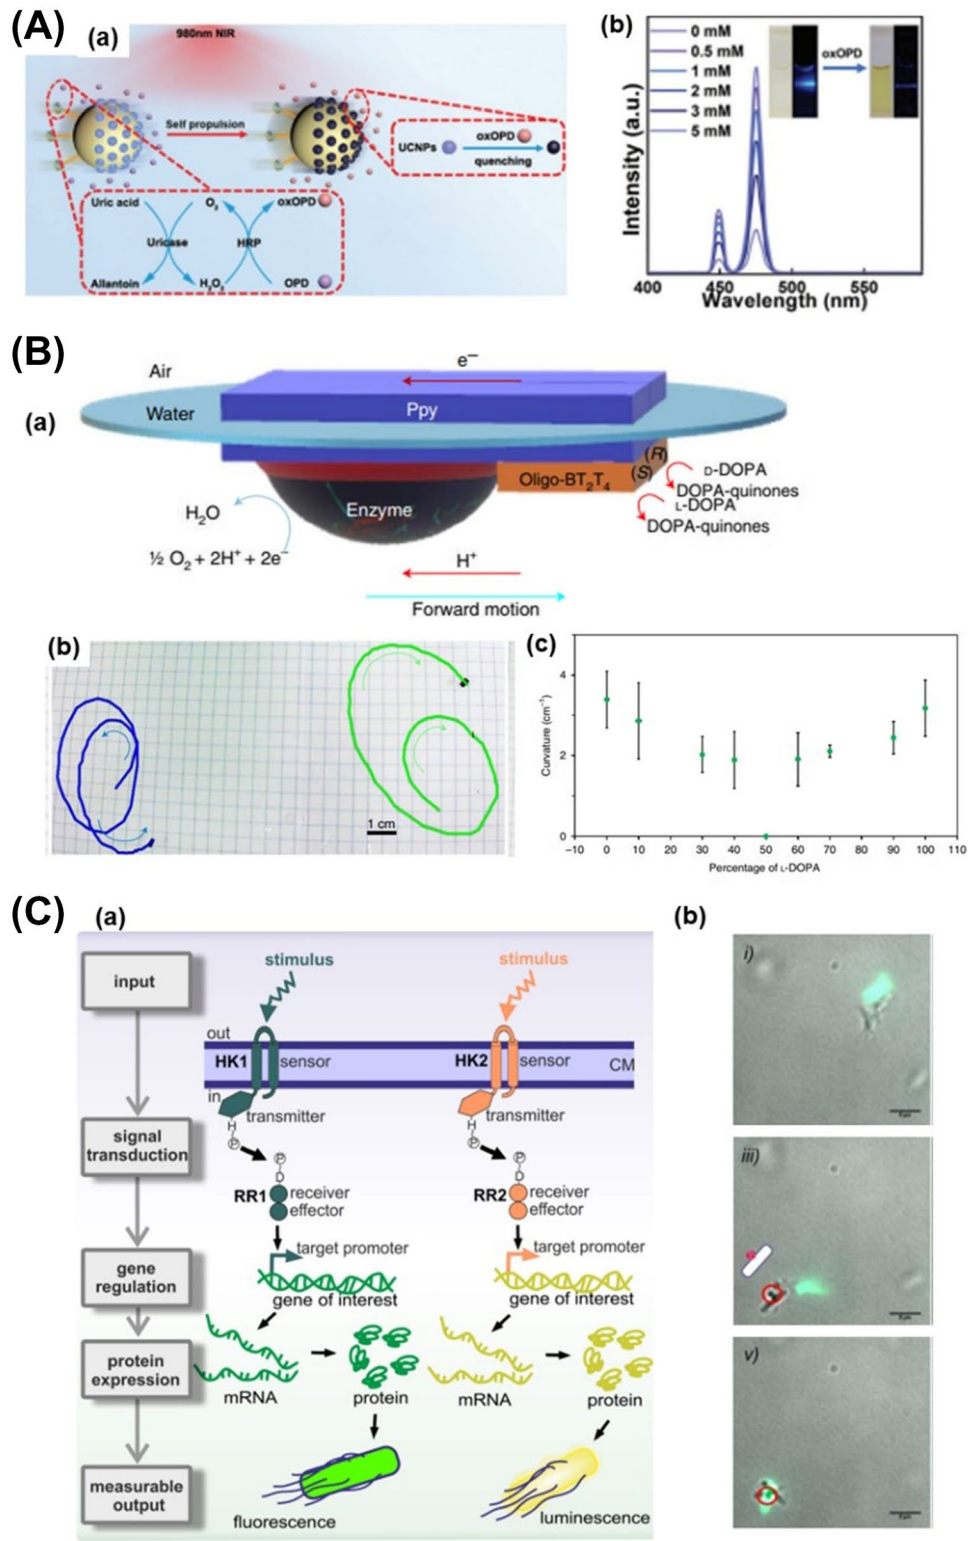 (A)
(a)
980nm NIR
Self propulsion
UCNPs
oxOPD
quenching
Uric acid
O₂
oxOPD
Uricase
HRP
Allantoin
H₂O₂
OPD
(b)
Intensity (a.u.)
0 mM
0.5 mM
1 mM
2 mM
3 mM
5 mM
oxOPD
400
450
500
550
Wavelength (nm)
(B)
(a)
Air
Water
e⁻
Ppy
Enzyme
Oligo-BT₂T₄
(R)
(S)
D-DOPA
DOPA-quinones
L-DOPA
DOPA-quinones
H₂O
½ O₂ + 2H⁺ + 2e⁻
H⁺
Forward motion
(b)
1 cm
(c)
Curvature (cm⁻¹)
4
2
0
−10 0 10 20 30 40 50 60 70 80 90 100 110
Percentage of L-DOPA
(C)
(a)
input
signal
transduction
gene
regulation
protein
expression
measurable
output
stimulus
out
HK1
sensor
in
transmitter
H
P
P
D
RR1
receiver
effector
target promoter
gene of interest
mRNA
protein
fluorescence
stimulus
HK2
sensor
CM
transmitter
H
P
P
D
RR2
receiver
effector
target promoter
gene of interest
mRNA
protein
luminescence
(b)
i)
iii)
v)